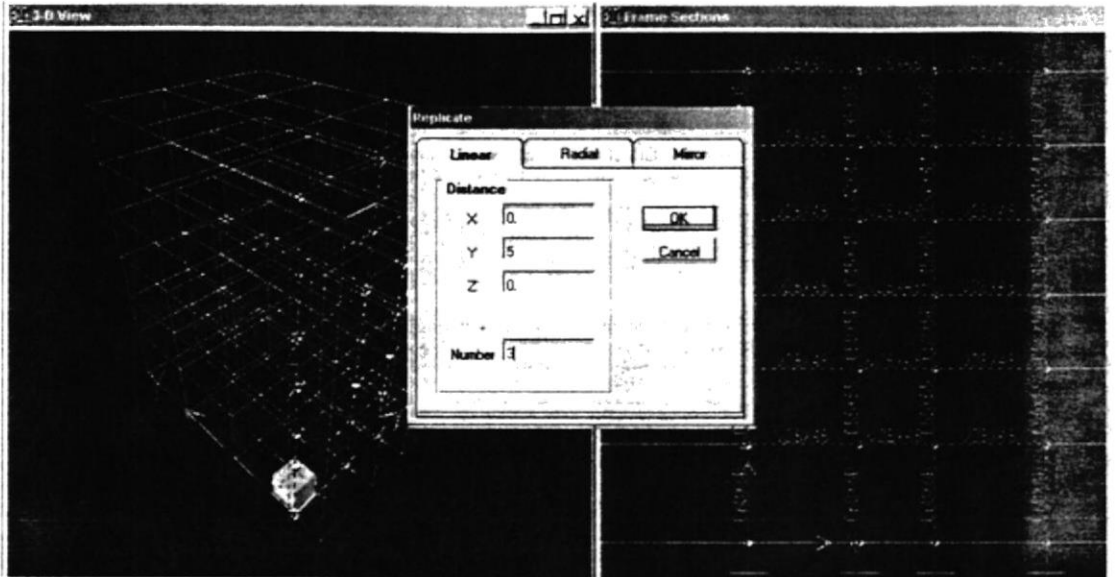 3-D View
Frame Sections
Replicate
Linear
Radial
Mirror
Distance
X 0.
OK
Y 5
Cancel
Z 0.
Number 3